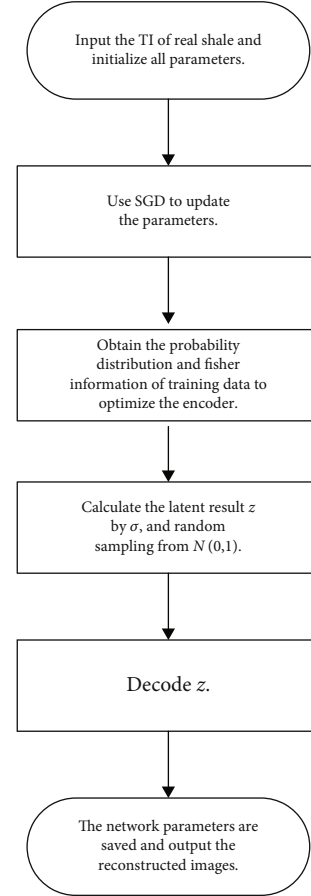 Input the TI of real shale and
initialize all parameters.
Use SGD to update
the parameters.
Obtain the probability
distribution and fisher
information of training data to
optimize the encoder.
Calculate the latent result z
by σ, and random
sampling from N (0,1).
Decode z.
The network parameters are
saved and output the
reconstructed images.